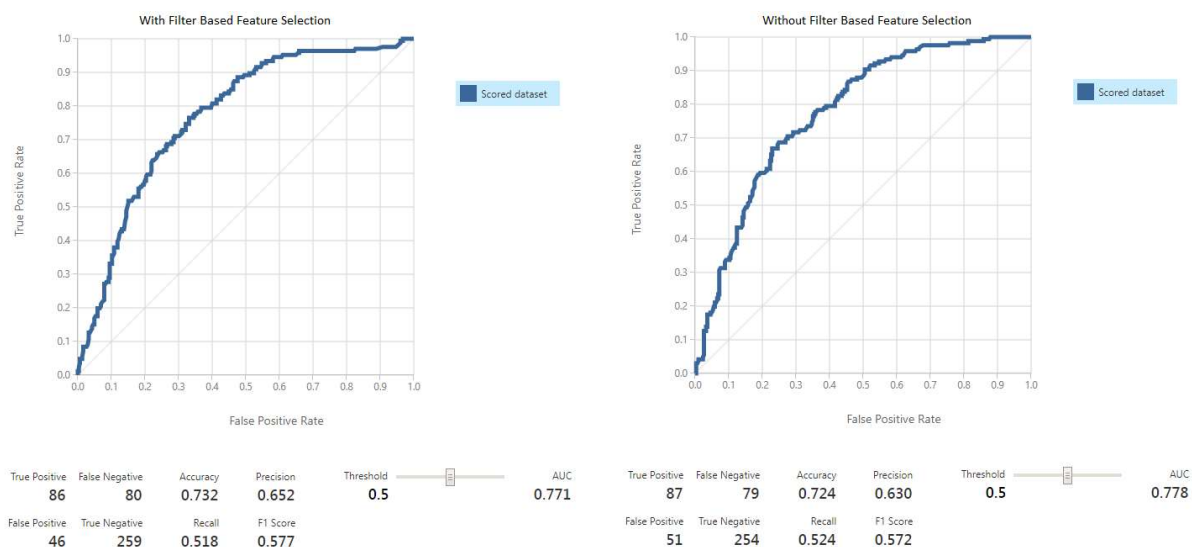 With Filter Based Feature Selection
1.0
0.9
0.8
0.7
0.6
0.5
0.4
0.3
0.2
0.1
0.0
True Positive Rate
0.0 0.1 0.2 0.3 0.4 0.5 0.6 0.7 0.8 0.9 1.0
False Positive Rate
Scored dataset
True Positive False Negative Accuracy Precision Threshold AUC
86 80 0.732 0.652 0.5 0.771
False Positive True Negative Recall F1 Score
46 259 0.518 0.577
Without Filter Based Feature Selection
1.0
0.9
0.8
0.7
0.6
0.5
0.4
0.3
0.2
0.1
0.0
True Positive Rate
0.0 0.1 0.2 0.3 0.4 0.5 0.6 0.7 0.8 0.9 1.0
False Positive Rate
Scored dataset
True Positive False Negative Accuracy Precision Threshold AUC
87 79 0.724 0.630 0.5 0.778
False Positive True Negative Recall F1 Score
51 254 0.524 0.572